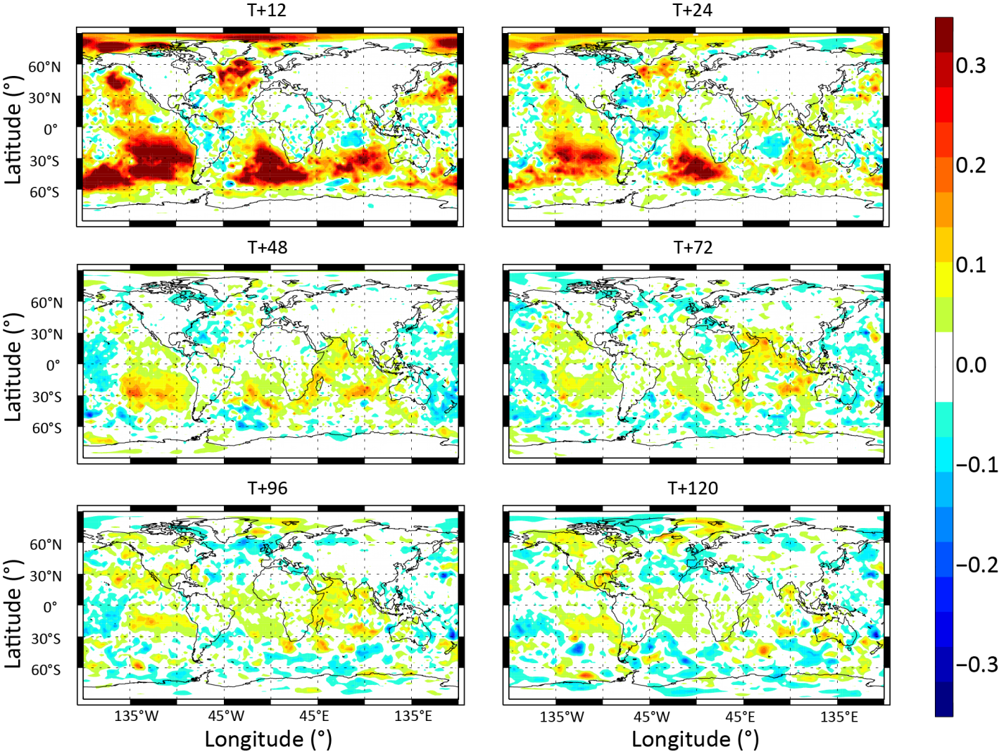 T+12
T+24
Latitude (°)
60°N
30°N
0°
30°S
60°S
0.3
0.2
0.1
0.0
−0.1
−0.2
−0.3
T+48
T+72
Latitude (°)
60°N
30°N
0°
30°S
60°S
T+96
T+120
Latitude (°)
60°N
30°N
0°
30°S
60°S
135°W 45°W 45°E 135°E
135°W 45°W 45°E 135°E
Longitude (°)
Longitude (°)